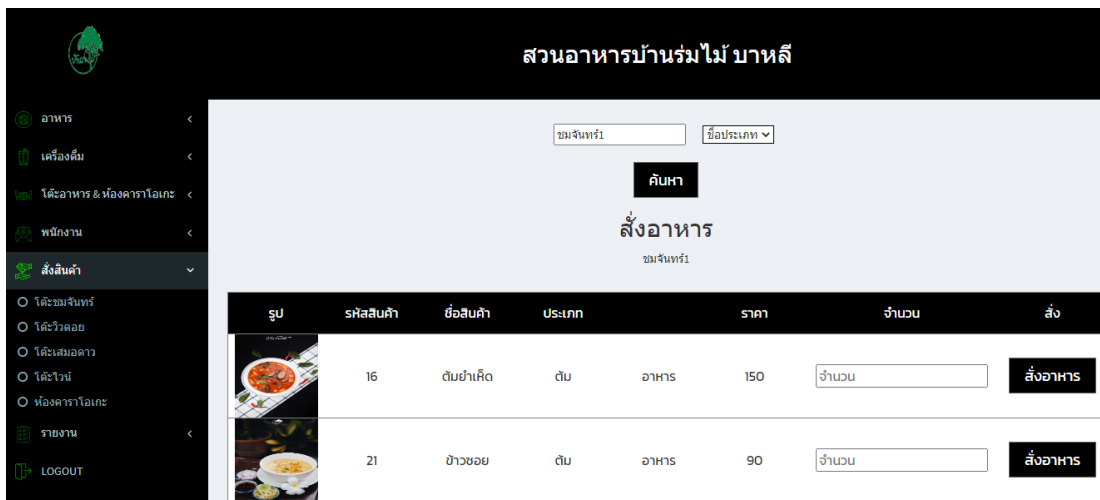 สวนอาหารบ้านร่มไม้ บาหลี
อาหาร
เครื่องดื่ม
โต๊ะอาหาร & ห้องคาราโอเกะ
พนักงาน
สั่งสินค้า
โต๊ะชมจันทร์
โต๊ะวิวดอย
โต๊ะเสมอดาว
โต๊ะไวน์
ห้องคาราโอเกะ
รายงาน
LOGOUT
ชมจันทร์1 ชื่อประเภท
ค้นหา
สั่งอาหาร
ชมจันทร์1
รูป รหัสสินค้า ชื่อสินค้า ประเภท ราคา จำนวน สั่ง
16 ต้มยำเห็ด ต้ม อาหาร 150 จำนวน สั่งอาหาร
21 ข้าวซอย ต้ม อาหาร 90 จำนวน สั่งอาหาร